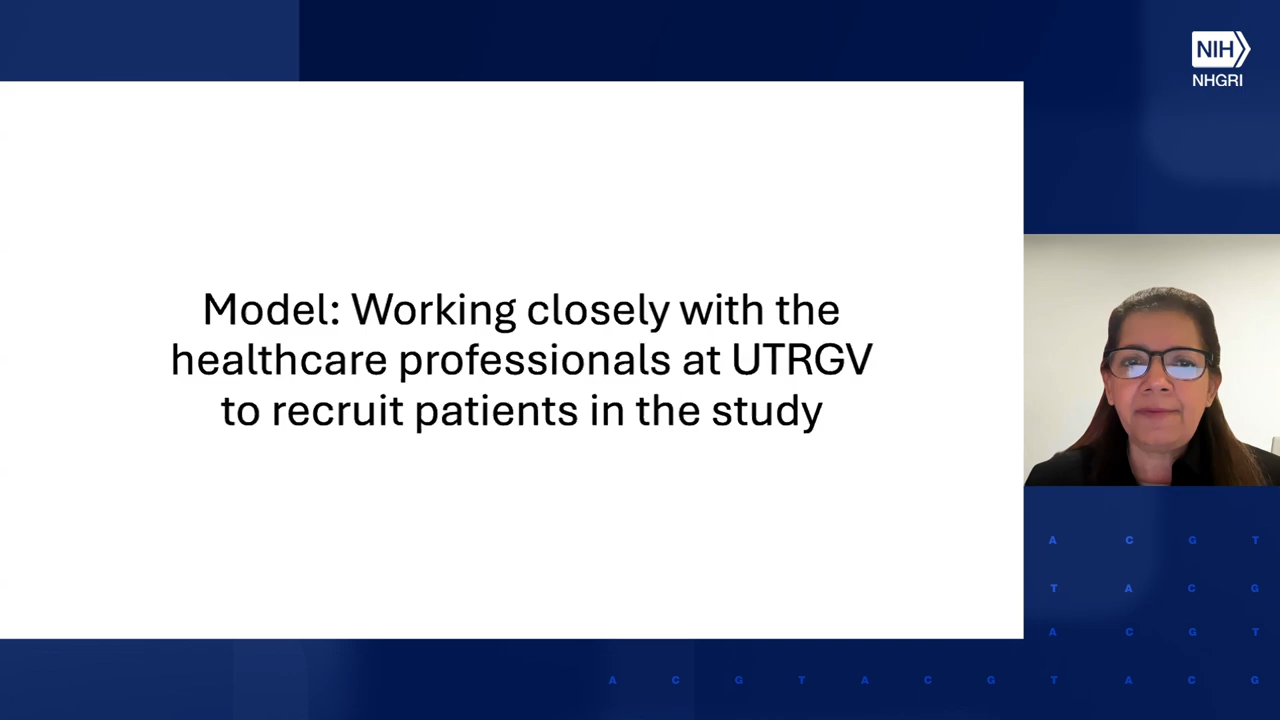 NIH
NHGRI
Model: Working closely with the
healthcare professionals at UTRGV
to recruit patients in the study
A C G T
T A C G
A C G T
A C G T A C G T A C G